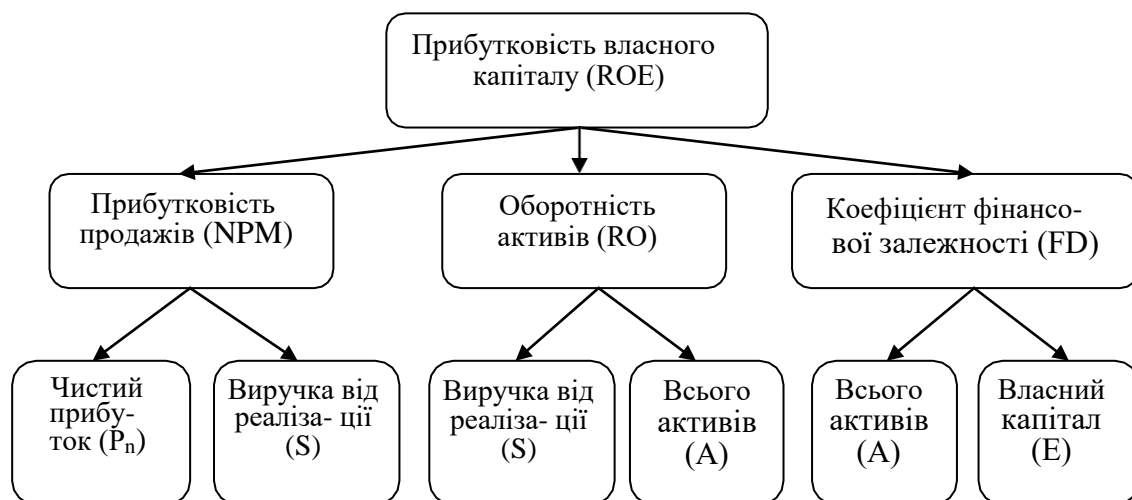 Прибутковість власного
капіталу (ROE)
Прибутковість
продажів (NPM)
Оборотність
активів (RO)
Коефіцієнт фінансо-
вої залежності (FD)
Чистий
прибу-
ток (Pn)
Виручка від
реаліза- ції
(S)
Виручка від
реаліза- ції
(S)
Всього
активів
(A)
Всього
активів
(A)
Власний
капітал
(E)